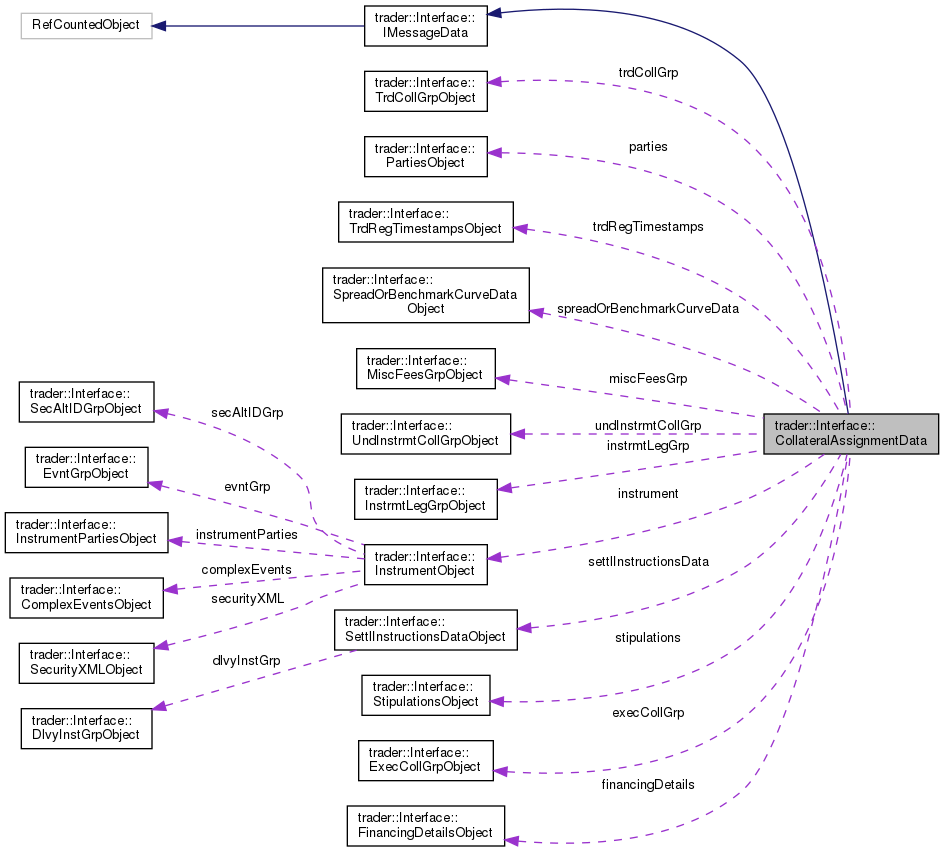 RefCountedObject
trader::Interface::
IMessageData
trdCollGrp
trader::Interface::
TrdCollGrpObject
parties
trader::Interface::
PartiesObject
trader::Interface::
TrdRegTimestampsObject
trdRegTimestamps
trader::Interface::
SpreadOrBenchmarkCurveData
Object
spreadOrBenchmarkCurveData
trader::Interface::
MiscFeesGrpObject
miscFeesGrp
trader::Interface::
SecAltIDGrpObject
secAltIDGrp
trader::Interface::
UndInstrmtCollGrpObject
undInstrmtCollGrp
trader::Interface::
CollateralAssignmentData
instrmtLegGrp
trader::Interface::
EvntGrpObject
evntGrp
trader::Interface::
InstrmtLegGrpObject
instrument
trader::Interface::
InstrumentPartiesObject
instrumentParties
trader::Interface::
InstrumentObject
complexEvents
settlInstructionsData
trader::Interface::
ComplexEventsObject
securityXML
trader::Interface::
SettlInstructionsDataObject
stipulations
trader::Interface::
SecurityXMLObject
dlvyInstGrp
trader::Interface::
StipulationsObject
execCollGrp
trader::Interface::
DlvyInstGrpObject
trader::Interface::
ExecCollGrpObject
financingDetails
trader::Interface::
FinancingDetailsObject